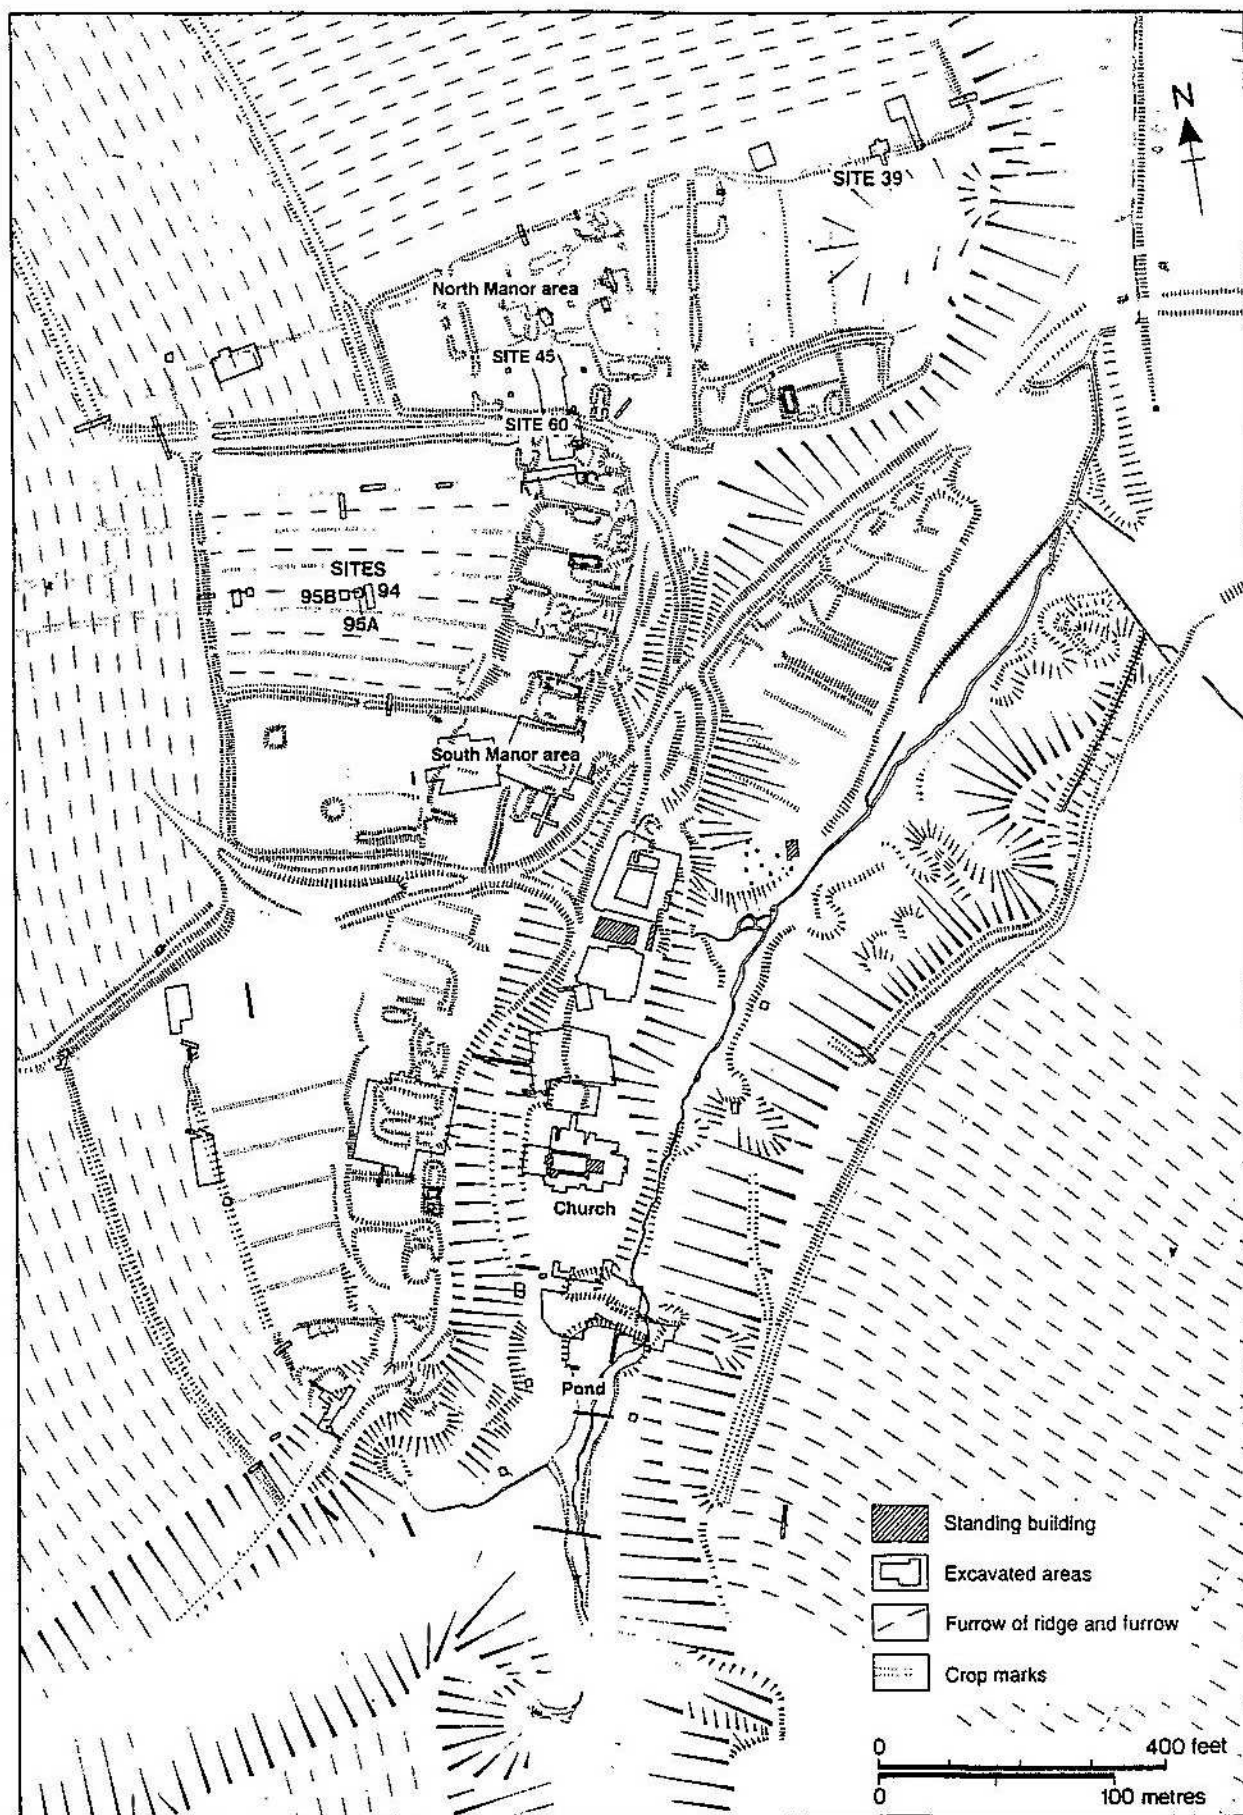 N
SITE 39
North Manor area
SITE 45
SITE 60
SITES
95B 94
95A
South Manor area
Church
Pond
Standing building
Excavated areas
Furrow of ridge and furrow
Crop marks
0 400 feet
0 100 metres